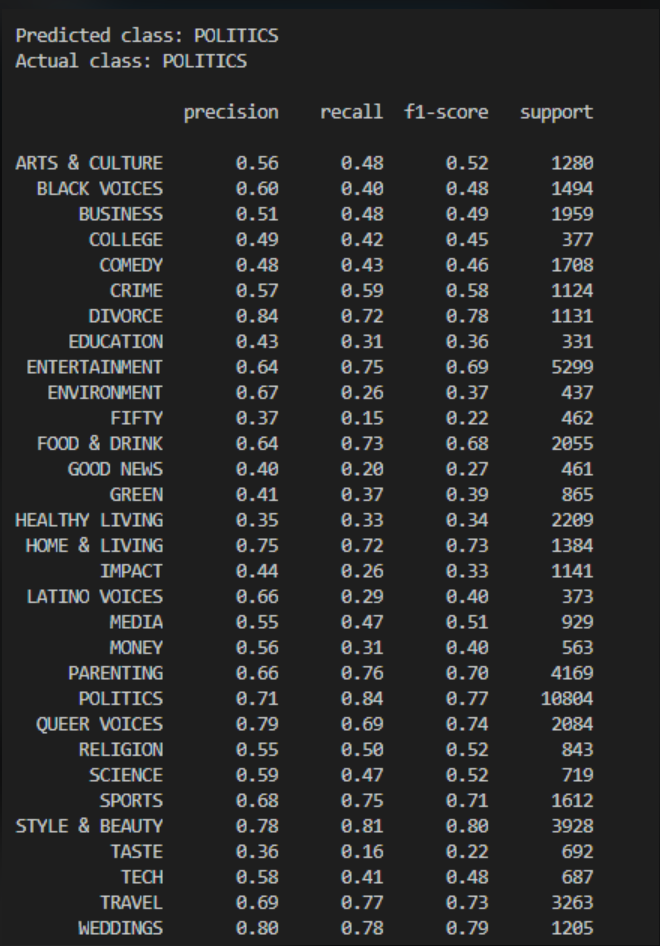 Predicted class: POLITICS
Actual class: POLITICS
precision recall f1-score support
ARTS & CULTURE 0.56 0.48 0.52 1280
BLACK VOICES 0.60 0.40 0.48 1494
BUSINESS 0.51 0.48 0.49 1959
COLLEGE 0.49 0.42 0.45 377
COMEDY 0.48 0.43 0.46 1708
CRIME 0.57 0.59 0.58 1124
DIVORCE 0.84 0.72 0.78 1131
EDUCATION 0.43 0.31 0.36 331
ENTERTAINMENT 0.64 0.75 0.69 5299
ENVIRONMENT 0.67 0.26 0.37 437
FIFTY 0.37 0.15 0.22 462
FOOD & DRINK 0.64 0.73 0.68 2055
GOOD NEWS 0.40 0.20 0.27 461
GREEN 0.41 0.37 0.39 865
HEALTHY LIVING 0.35 0.33 0.34 2209
HOME & LIVING 0.75 0.72 0.73 1384
IMPACT 0.44 0.26 0.33 1141
LATINO VOICES 0.66 0.29 0.40 373
MEDIA 0.55 0.47 0.51 929
MONEY 0.56 0.31 0.40 563
PARENTING 0.66 0.76 0.70 4169
POLITICS 0.71 0.84 0.77 10804
QUEER VOICES 0.79 0.69 0.74 2084
RELIGION 0.55 0.50 0.52 843
SCIENCE 0.59 0.47 0.52 719
SPORTS 0.68 0.75 0.71 1612
STYLE & BEAUTY 0.78 0.81 0.80 3928
TASTE 0.36 0.16 0.22 692
TECH 0.58 0.41 0.48 687
TRAVEL 0.69 0.77 0.73 3263
WEDDINGS 0.80 0.78 0.79 1205